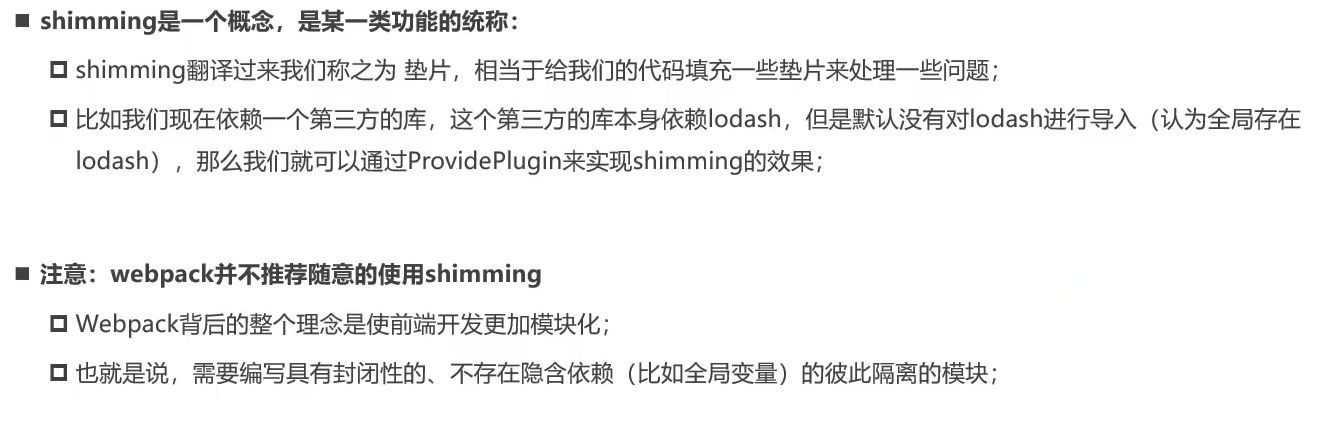 shimming是一个概念，是某一类功能的统称：
shimming翻译过来我们称之为 垫片，相当于给我们的代码填充一些垫片来处理一些问题；
比如我们现在依赖一个第三方的库，这个第三方的库本身依赖lodash，但是默认没有对lodash进行导入（认为全局存在
lodash），那么我们就可以通过ProvidePlugin来实现shimming的效果；
注意：webpack并不推荐随意的使用shimming
Webpack背后的整个理念是使前端开发更加模块化；
也就是说，需要编写具有封闭性的、不存在隐含依赖（比如全局变量）的彼此隔离的模块；